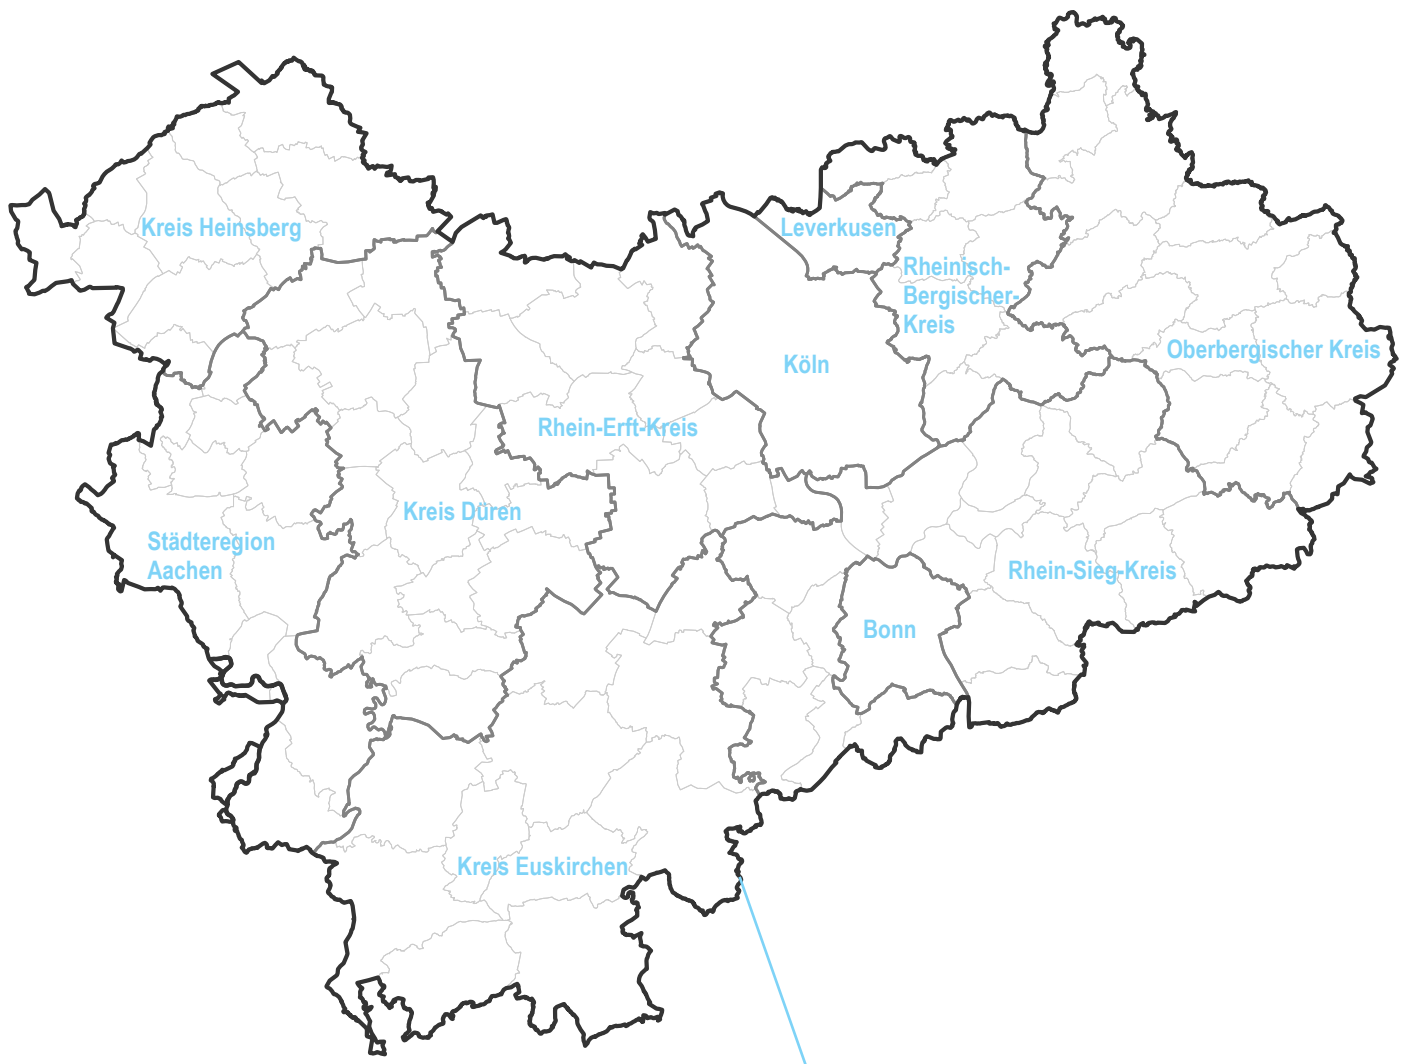 Kreis Heinsberg
Leverkusen
Rheinisch-
Bergischer-
Kreis
Oberbergischer Kreis
Köln
Rhein-Erft-Kreis
Kreis Düren
Städteregion
Aachen
Rhein-Sieg-Kreis
Bonn
Kreis Euskirchen